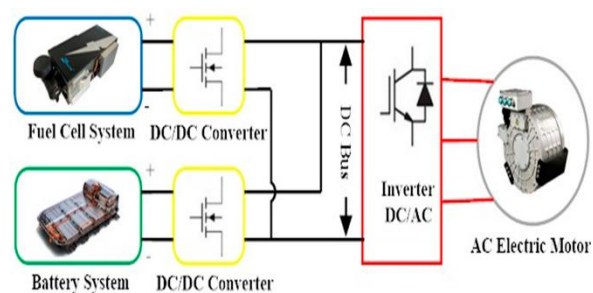 +
-
Fuel Cell System
DC/DC Converter
DC Bus
Inverter
DC/AC
AC Electric Motor
+
-
Battery System
DC/DC Converter